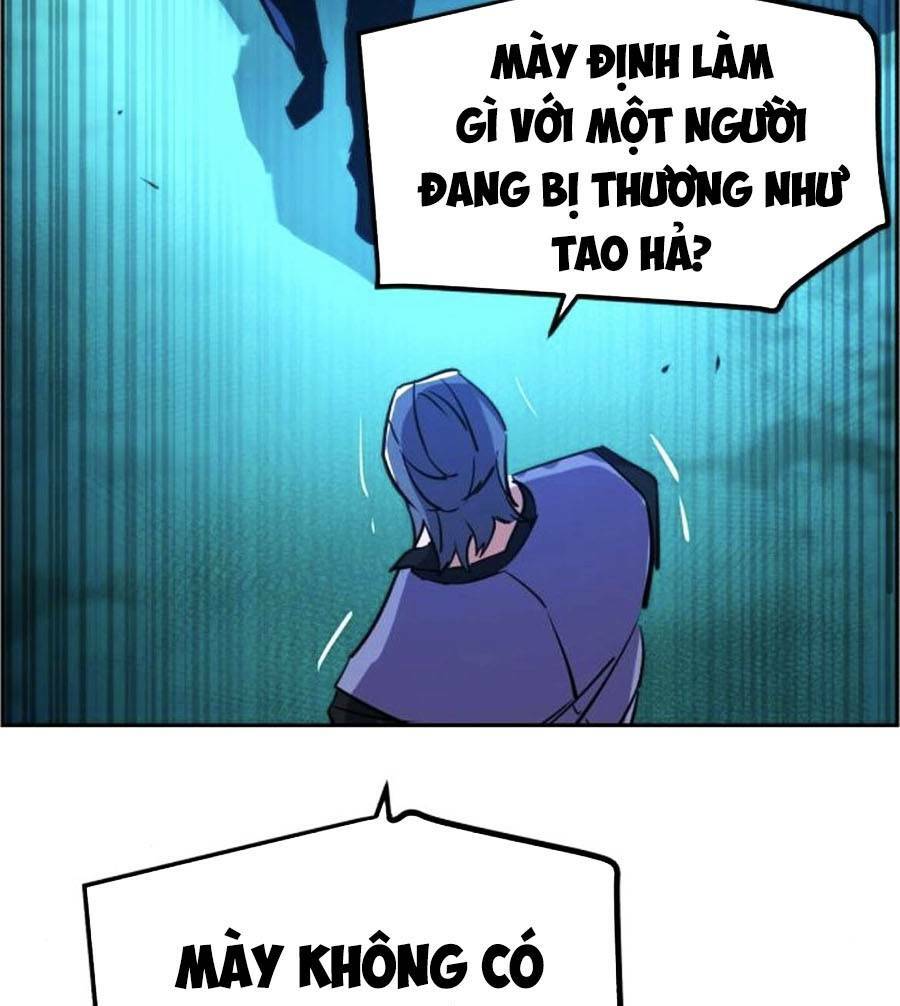 MÀY ĐỊNH LÀM
GÌ VỚI MỘT NGƯỜI
ĐANG BỊ THƯƠNG NHƯ
TAO HẢ?
MÀY KHÔNG CÓ